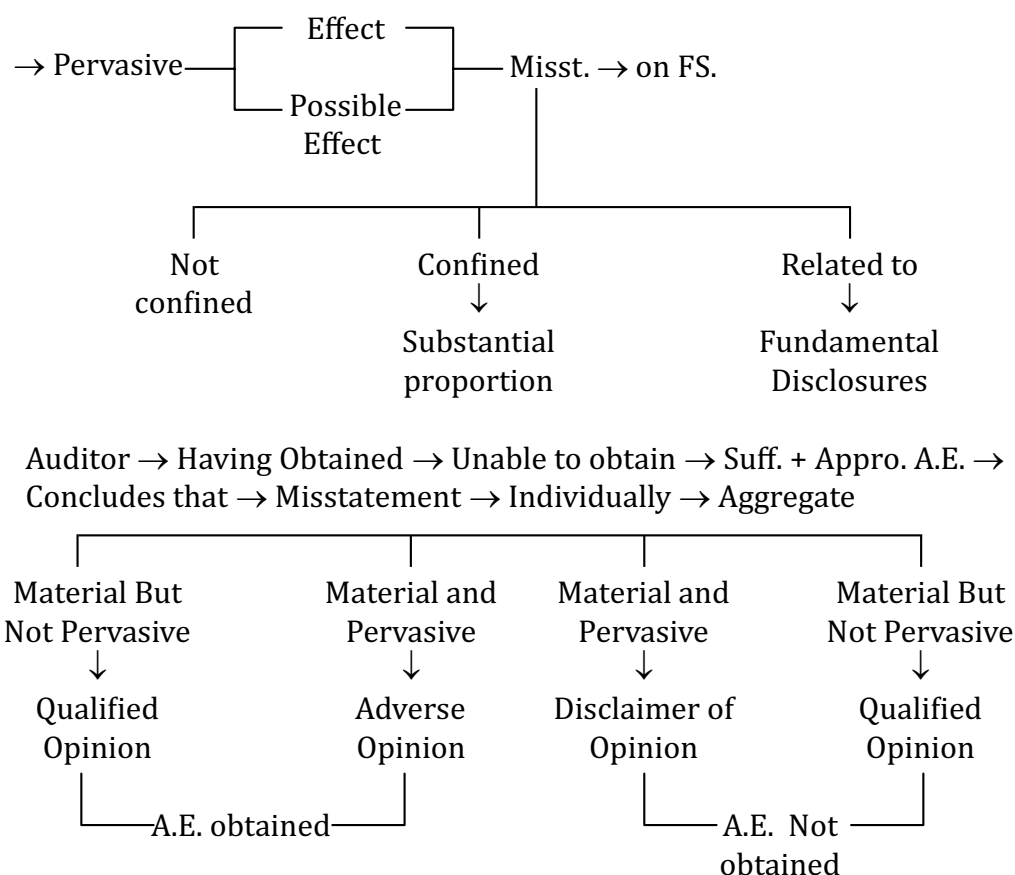 Effect
→ Pervasive
Misst. → on FS.
Possible
Effect
Not
confined
Confined
↓
Substantial
proportion
Related to
↓
Fundamental
Disclosures
Auditor → Having Obtained → Unable to obtain → Suff. + Appro. A.E. →
Concludes that → Misstatement → Individually → Aggregate
Material But
Not Pervasive
↓
Qualified
Opinion
Material and
Pervasive
↓
Adverse
Opinion
Material and
Pervasive
↓
Disclaimer of
Opinion
Material But
Not Pervasive
↓
Qualified
Opinion
A.E. obtained
A.E. Not
obtained